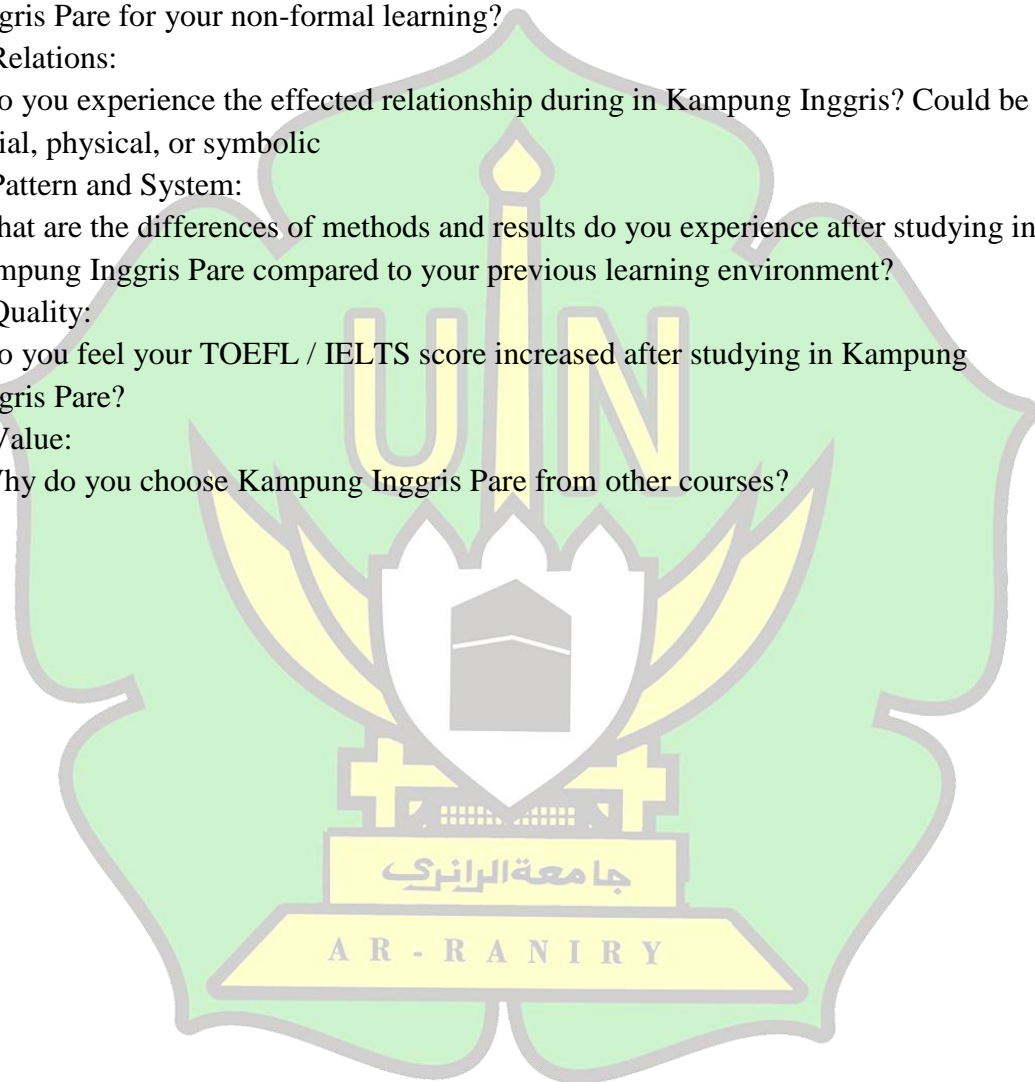 gris Pare for your non-formal learning?
Relations:
o you experience the effected relationship during in Kampung Inggris? Could be
ial, physical, or symbolic
Pattern and System:
hat are the differences of methods and results do you experience after studying in
mpung Inggris Pare compared to your previous learning environment?
Quality:
o you feel your TOEFL / IELTS score increased after studying in Kampung
gris Pare?
Value:
hy do you choose Kampung Inggris Pare from other courses?
UIN
جامعةالرانري
AR-RANIRY